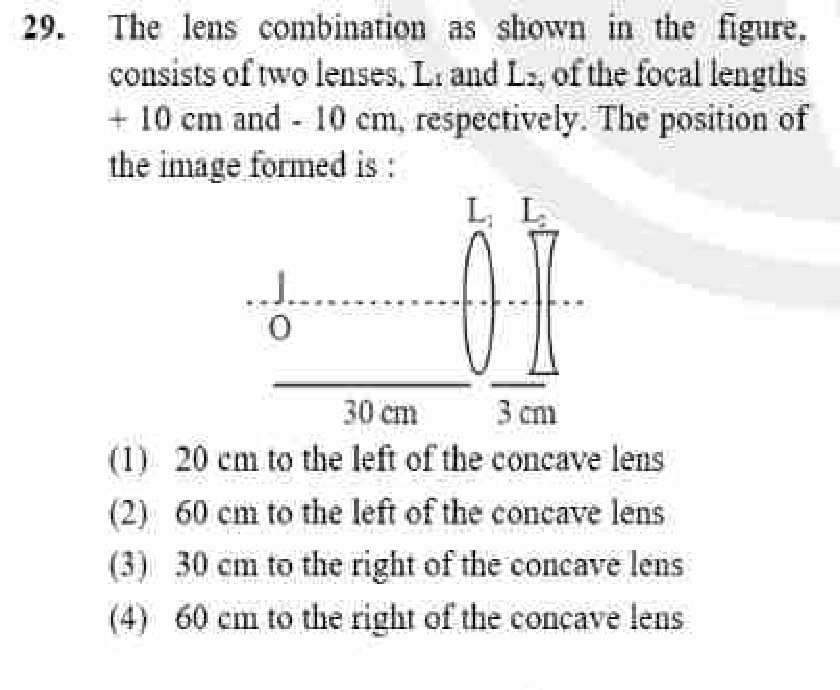 29. The lens combination as shown in the figure,
consists of two lenses, L₁ and L₂, of the focal lengths
+ 10 cm and - 10 cm, respectively. The position of
the image formed is :
L₁ L₂
O
30 cm 3 cm
(1) 20 cm to the left of the concave lens
(2) 60 cm to the left of the concave lens
(3) 30 cm to the right of the concave lens
(4) 60 cm to the right of the concave lens